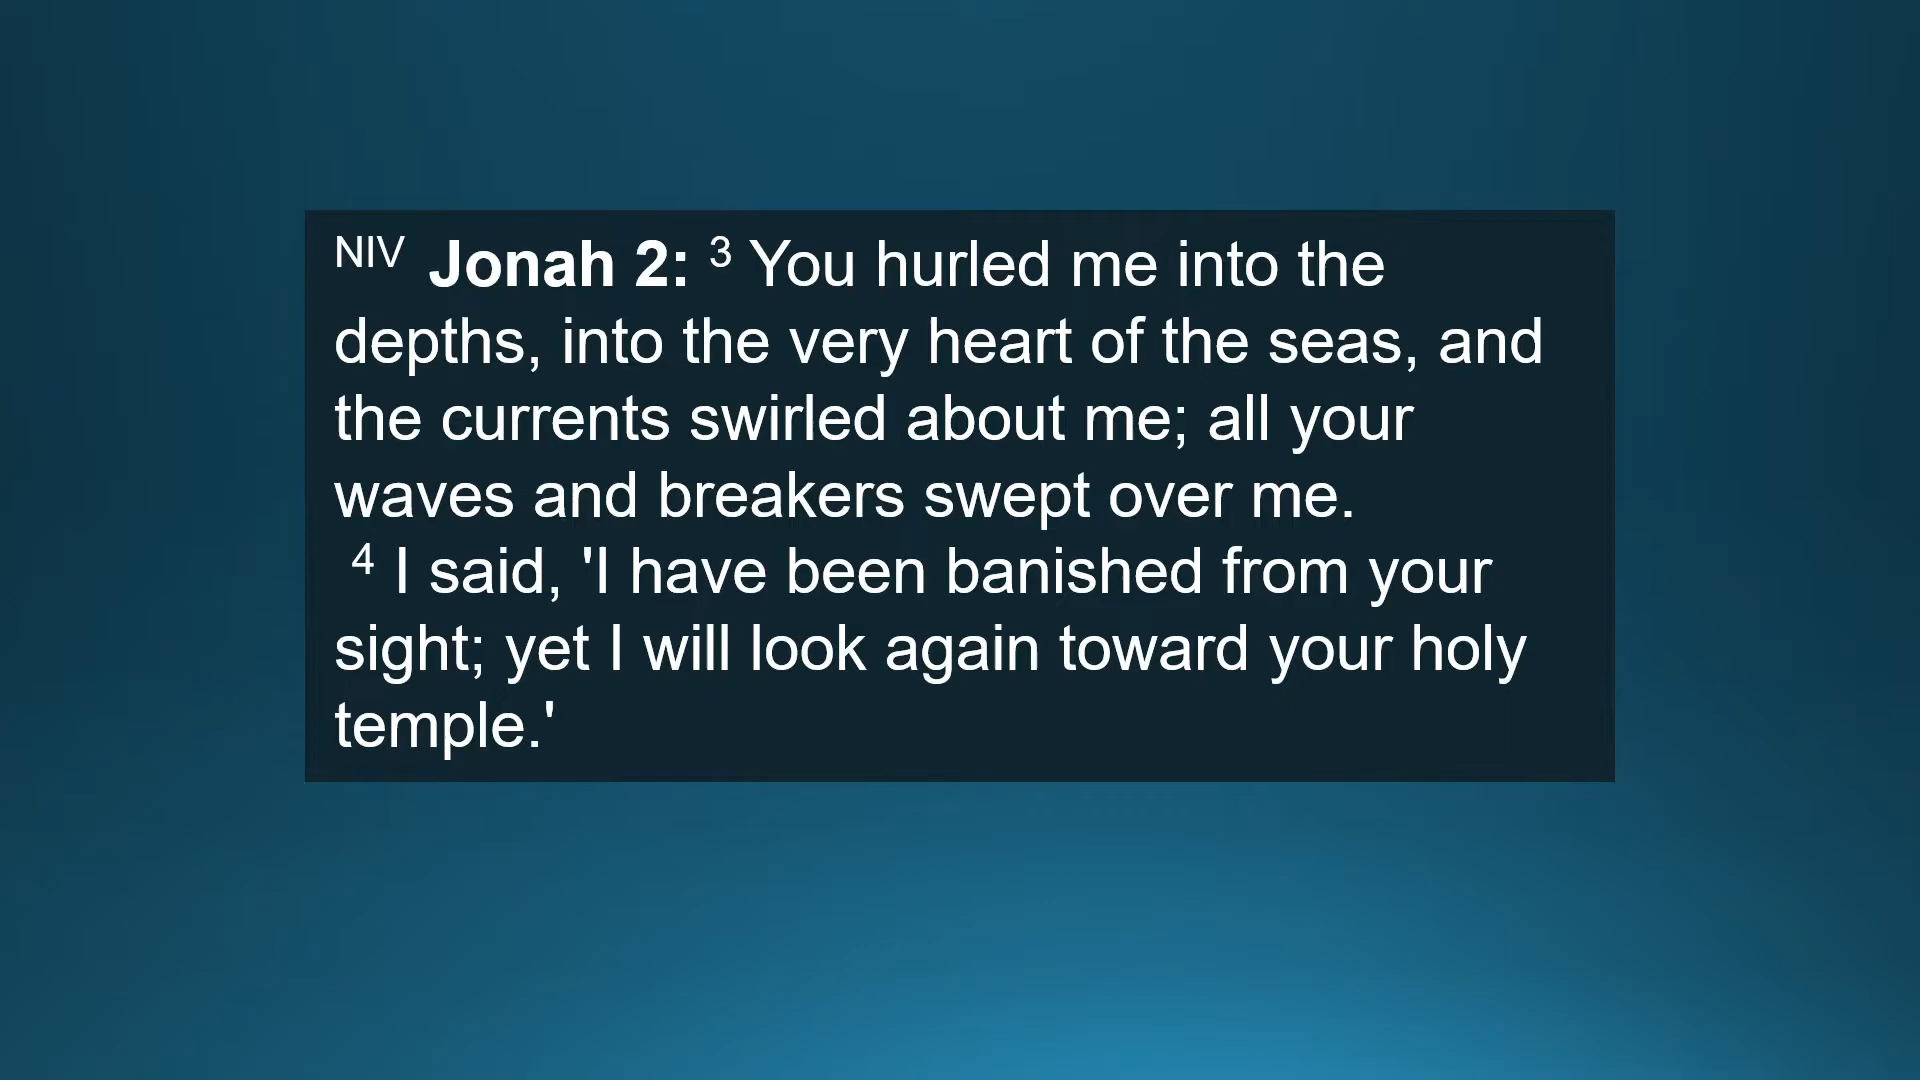 NIV Jonah 2: 3 You hurled me into the
depths, into the very heart of the seas, and
the currents swirled about me; all your
waves and breakers swept over me.
4 I said, 'I have been banished from your
sight; yet I will look again toward your holy
temple.'